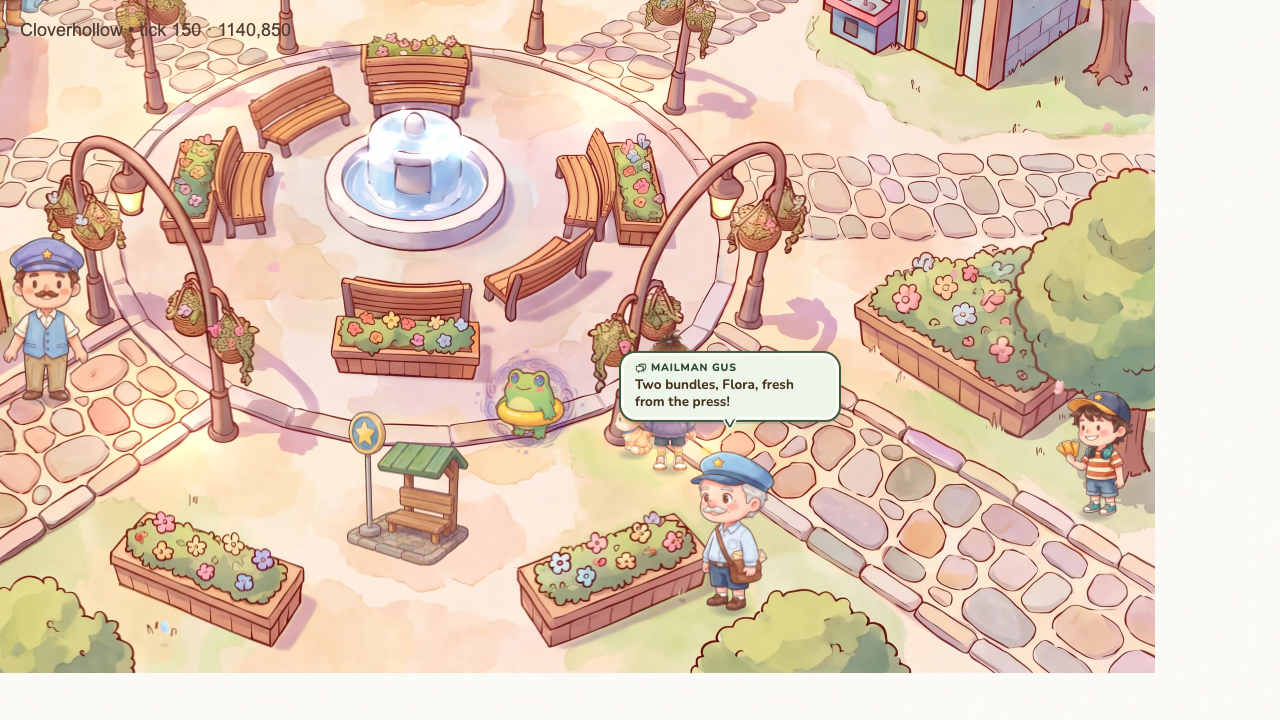 Cloverhollow • tick 150 · 1140,850
MAILMAN GUS
Two bundles, Flora, fresh
from the press!